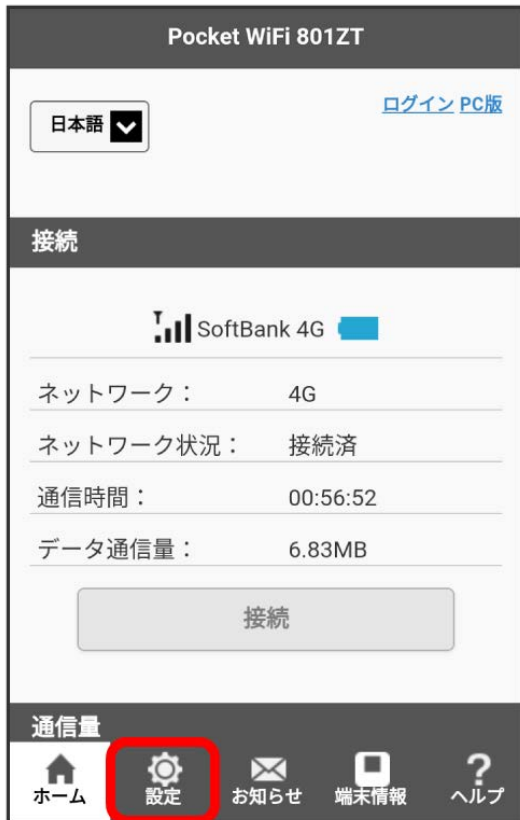 Pocket WiFi 801ZT
ログイン PC版
日本語
接続
SoftBank 4G
ネットワーク： 4G
ネットワーク状況： 接続済
通信時間： 00:56:52
データ通信量： 6.83MB
接続
通信量
ホーム 設定 お知らせ 端末情報 ヘルプ